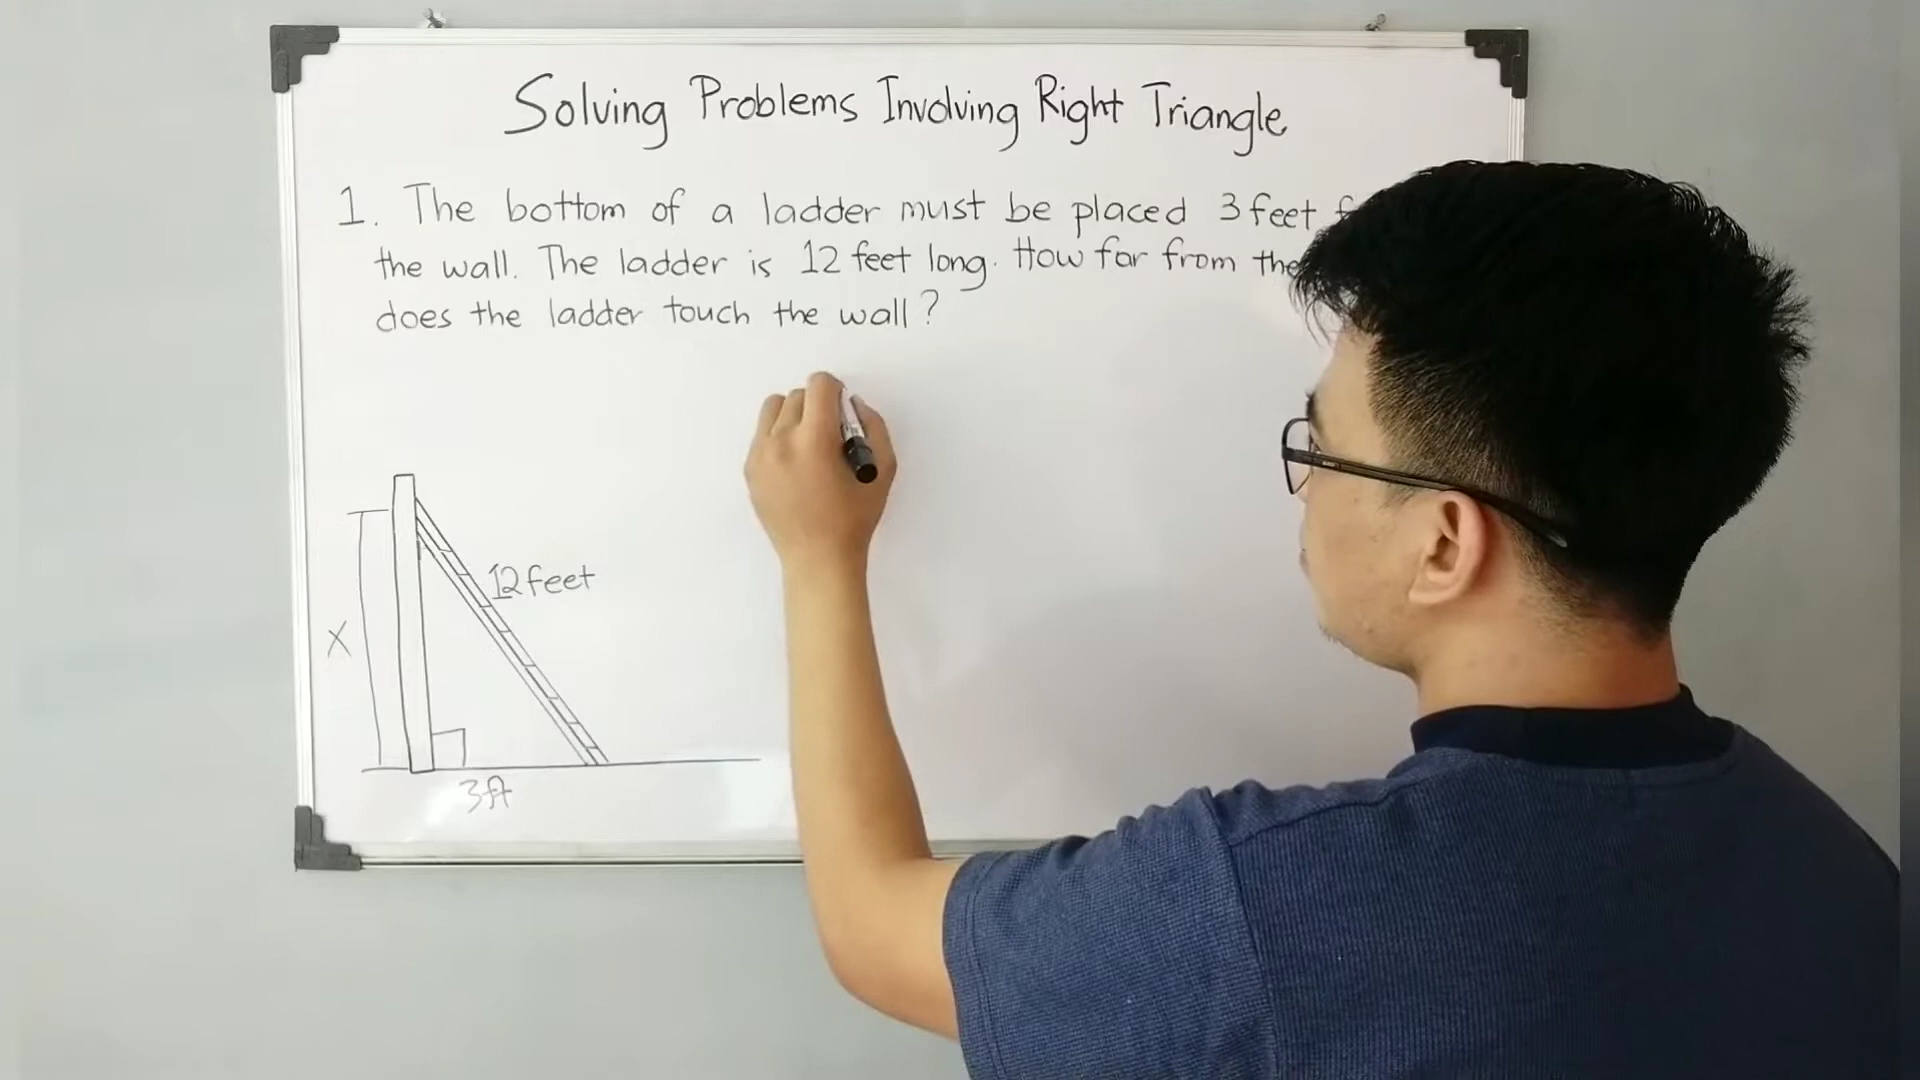 Solving Problems Involving Right Triangle
1. The bottom of a ladder must be placed 3 feet
the wall. The ladder is 12 feet long. How far from the
does the ladder touch the wall?
12 feet
X
3ft